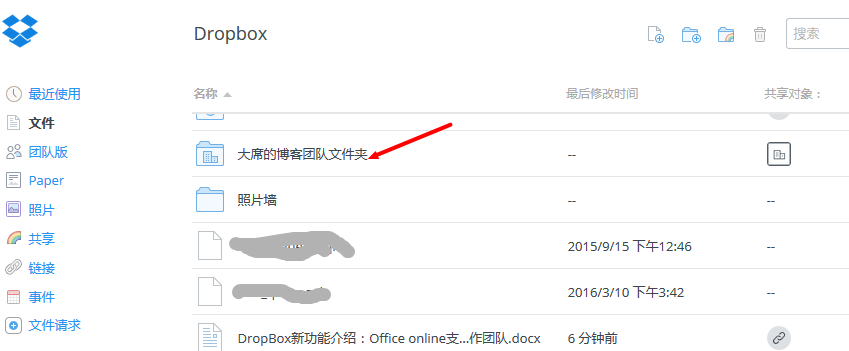 Dropbox
搜索
最近使用
文件
团队版
Paper
照片
共享
链接
事件
文件请求
名称 最后修改时间 共享对象：
大席的博客团队文件夹 --
照片墙 -- --
2015/9/15 下午12:46 --
2016/3/10 下午3:42 --
DropBox新功能介绍：Office online支...作团队.docx 6 分钟前